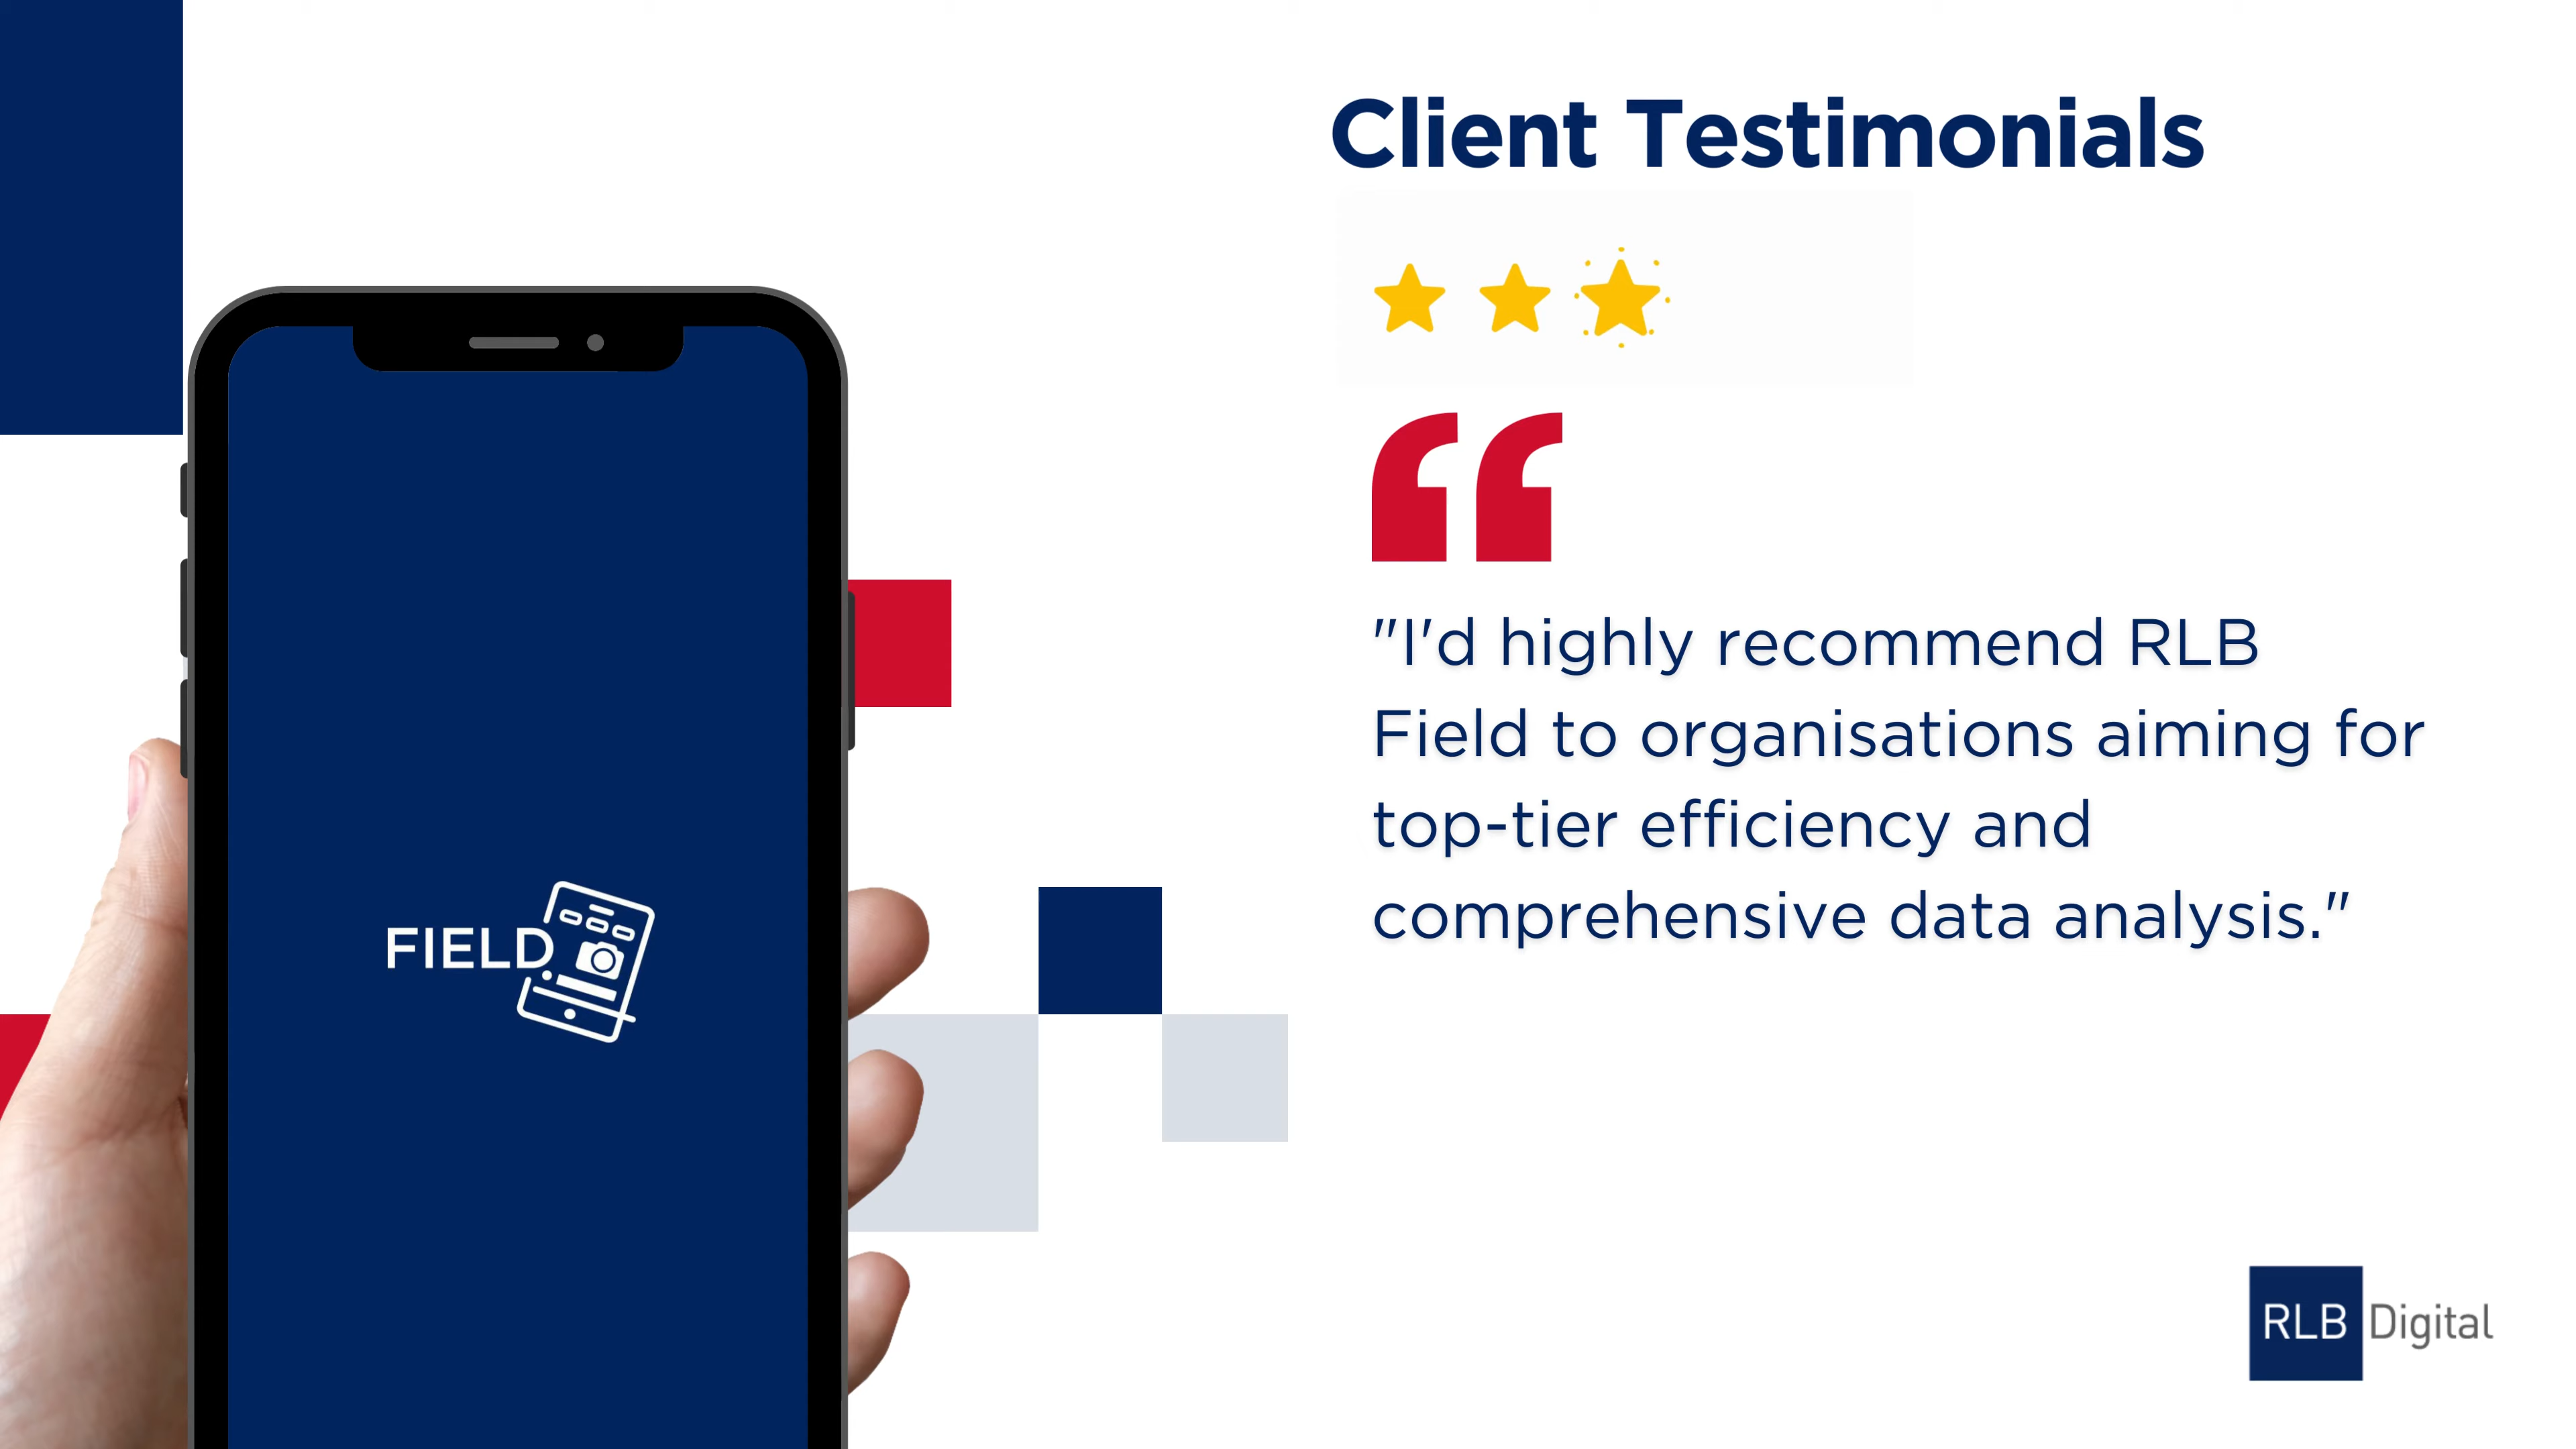 Client Testimonials
"I'd highly recommend RLB
Field to organisations aiming for
top-tier efficiency and
comprehensive data analysis."
FIELD
RLB Digital